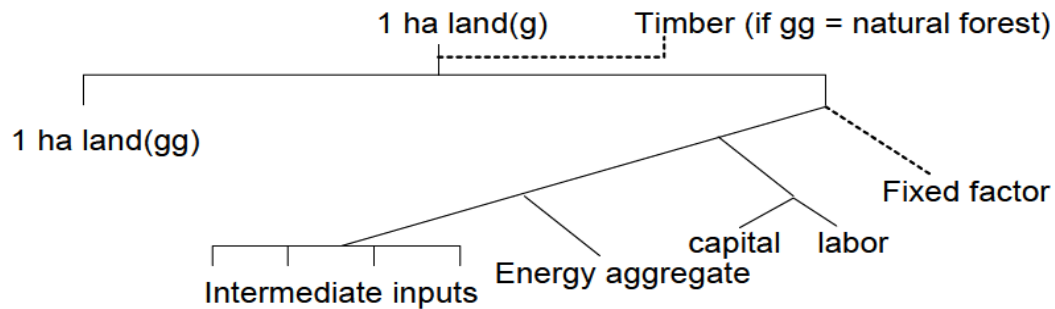 1 ha land(g)
Timber (if gg = natural forest)
1 ha land(gg)
Fixed factor
capital
labor
Energy aggregate
Intermediate inputs